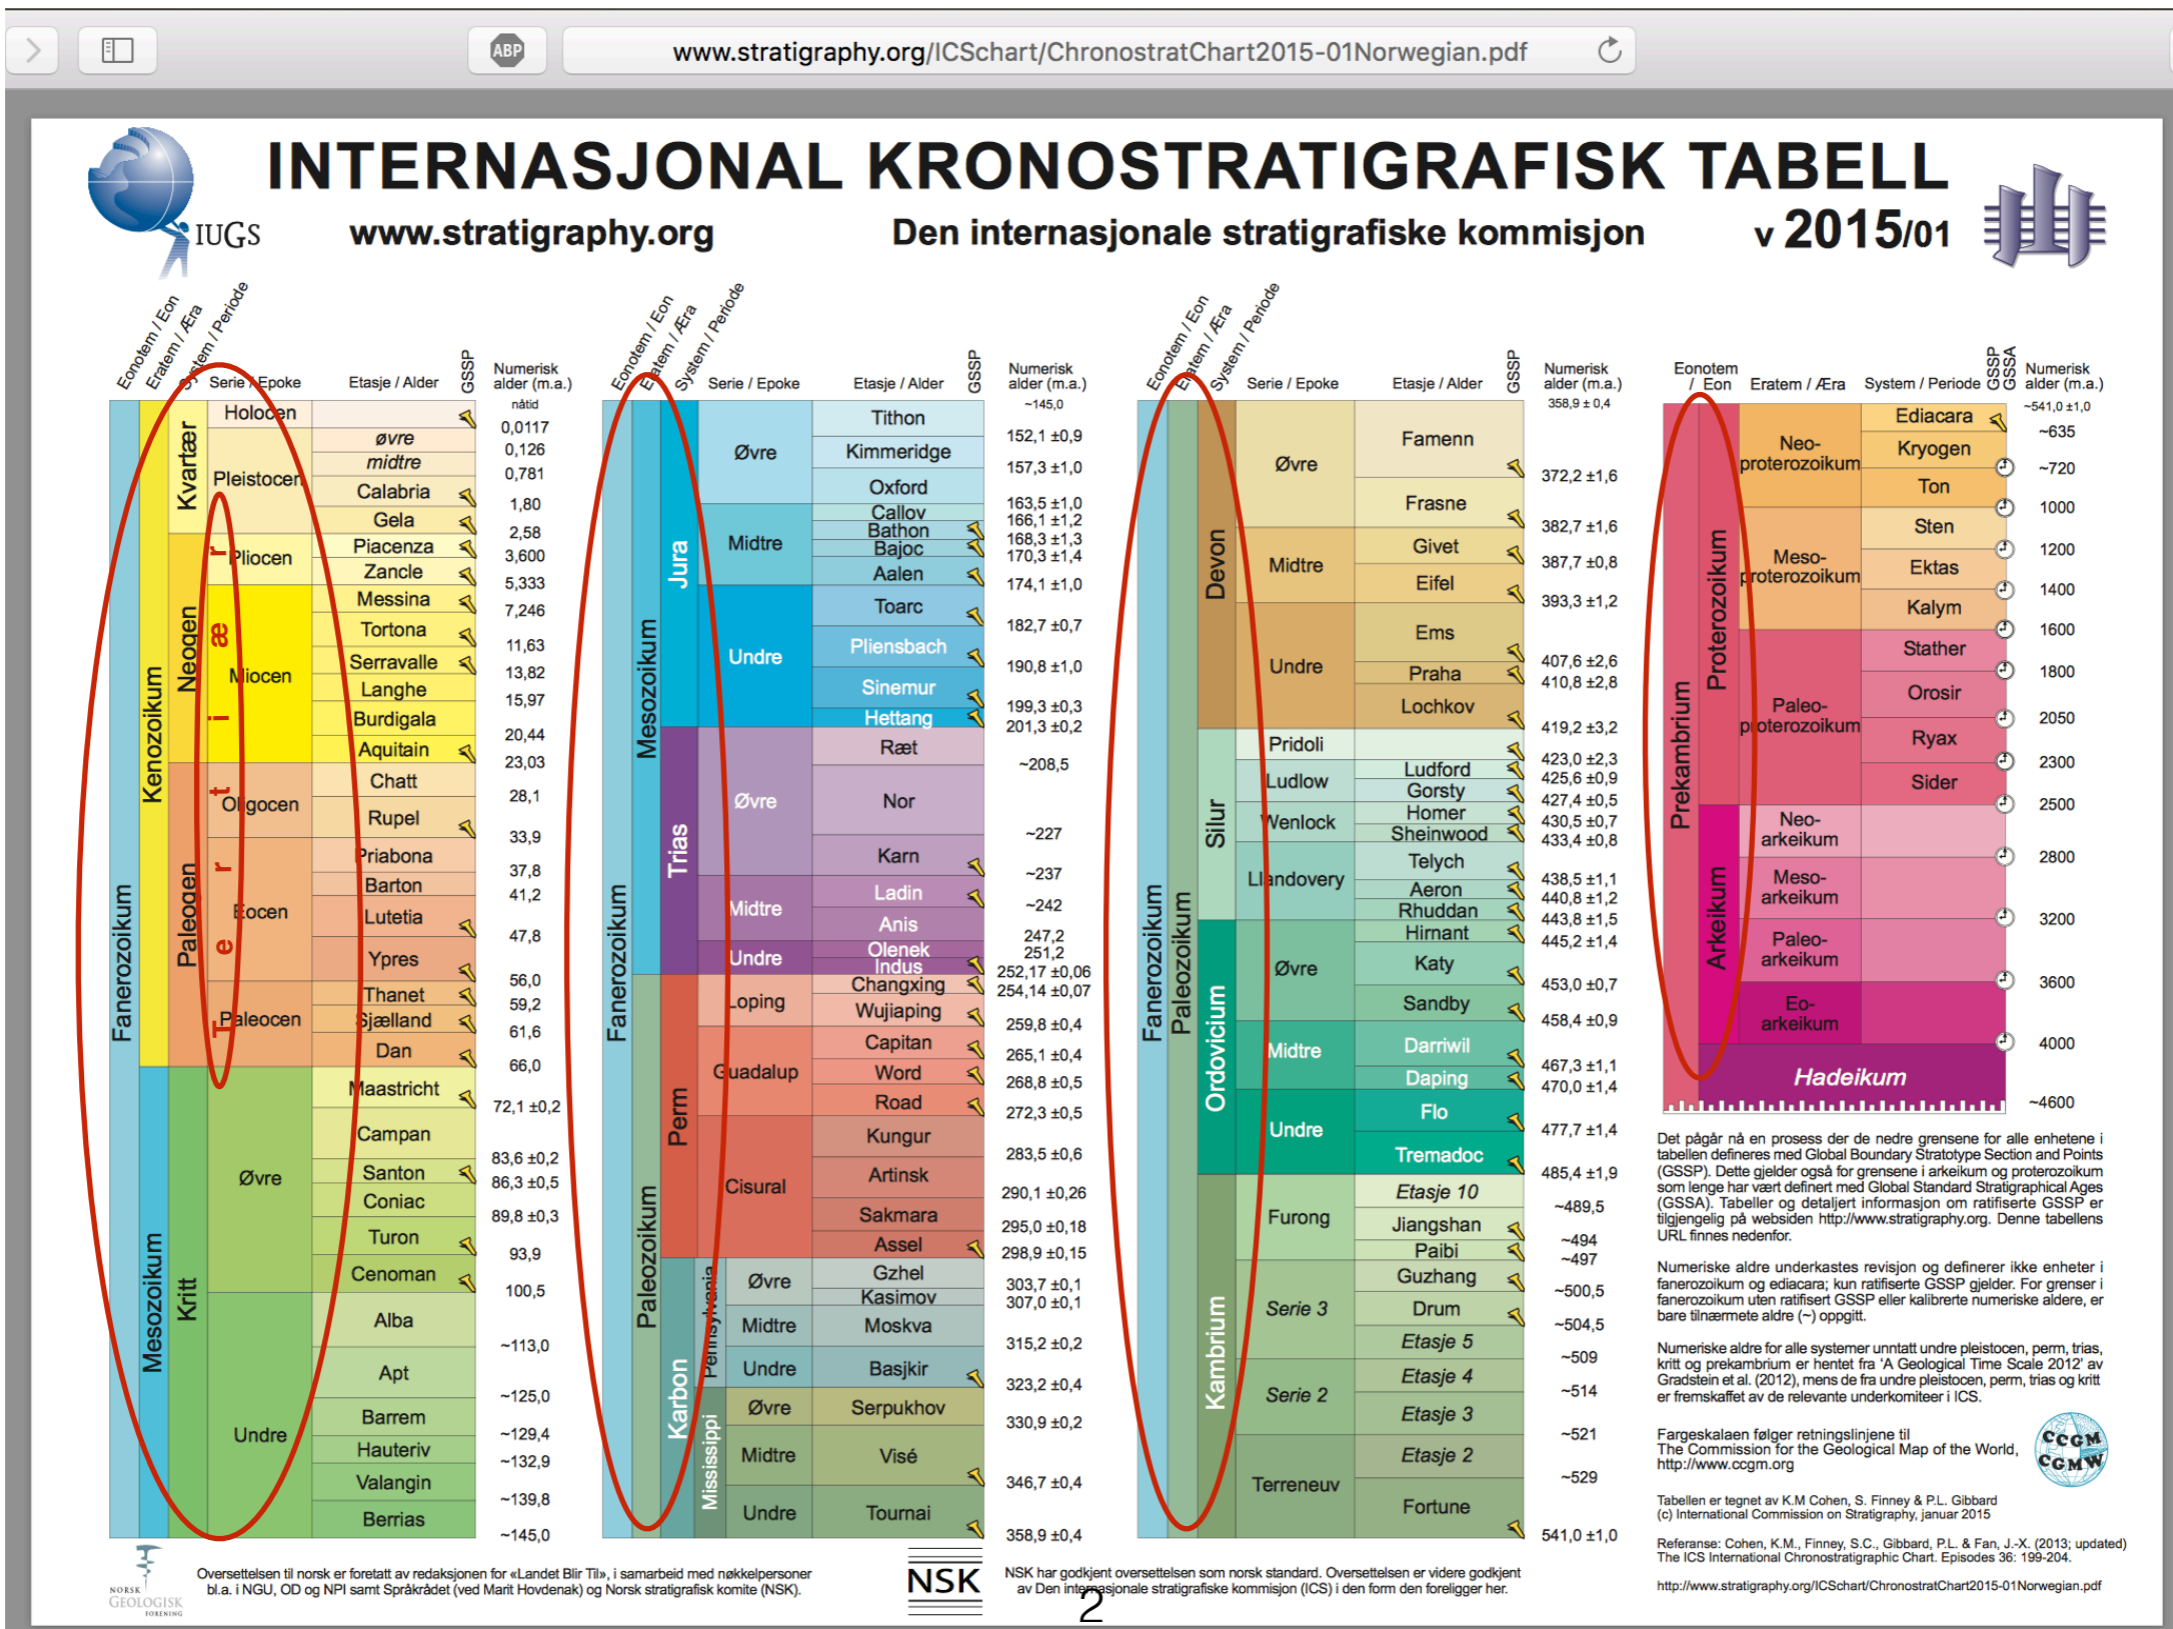 ABP
www.stratigraphy.org/ICSchart/ChronostratChart2015-01Norwegian.pdf
INTERNASJONAL KRONOSTRATIGRAFISK TABELL
IUGS
www.stratigraphy.org
Den internasjonale stratigrafiske kommisjon
v 2015/01
Eonotem / Eon
Eratem / Æra
System / Periode
Serie / Epoke
Etasje / Alder
GSSP
Numerisk
alder (m.a.)
Fanerozoikum
Kenozoikum
Mesozoikum
Kvartær
Neogen
Paleogen
Kritt
Tertiær
Holocen
Pleistocen
Pliocen
Miocen
Oligocen
Eocen
Paleocen
Øvre
Undre
øvre
midtre
Calabria
Gela
Piacenza
Zancle
Messina
Tortona
Serravalle
Langhe
Burdigala
Aquitain
Chatt
Rupel
Priabona
Barton
Lutetia
Ypres
Thanet
Sjælland
Dan
Maastricht
Campan
Santon
Coniac
Turon
Cenoman
Alba
Apt
Barrem
Hauteriv
Valangin
Berrias
nåtid
0,0117
0,126
0,781
1,80
2,58
3,600
5,333
7,246
11,63
13,82
15,97
20,44
23,03
28,1
33,9
37,8
41,2
47,8
56,0
59,2
61,6
66,0
72,1 ±0,2
83,6 ±0,2
86,3 ±0,5
89,8 ±0,3
93,9
100,5
~113,0
~125,0
~129,4
~132,9
~139,8
~145,0
Eonotem / Eon
Eratem / Æra
System / Periode
Serie / Epoke
Etasje / Alder
GSSP
Numerisk
alder (m.a.)
Fanerozoikum
Mesozoikum
Paleozoikum
Jura
Trias
Perm
Karbon
Pennsylvania
Mississippi
Øvre
Midtre
Undre
Øvre
Midtre
Undre
Loping
Guadalup
Cisural
Øvre
Midtre
Undre
Øvre
Midtre
Undre
Tithon
Kimmeridge
Oxford
Callov
Bathon
Bajoc
Aalen
Toarc
Pliensbach
Sinemur
Hettang
Ræt
Nor
Karn
Ladin
Anis
Olenek
Indus
Changxing
Wujiaping
Capitan
Word
Road
Kungur
Artinsk
Sakmara
Assel
Gzhel
Kasimov
Moskva
Basjkir
Serpukhov
Visé
Tournai
~145,0
152,1 ±0,9
157,3 ±1,0
163,5 ±1,0
166,1 ±1,2
168,3 ±1,3
170,3 ±1,4
174,1 ±1,0
182,7 ±0,7
190,8 ±1,0
199,3 ±0,3
201,3 ±0,2
~208,5
~227
~237
~242
247,2
251,2
252,17 ±0,06
254,14 ±0,07
259,8 ±0,4
265,1 ±0,4
268,8 ±0,5
272,3 ±0,5
283,5 ±0,6
290,1 ±0,26
295,0 ±0,18
298,9 ±0,15
303,7 ±0,1
307,0 ±0,1
315,2 ±0,2
323,2 ±0,4
330,9 ±0,2
346,7 ±0,4
358,9 ±0,4
Eonotem / Eon
Eratem / Æra
System / Periode
Serie / Epoke
Etasje / Alder
GSSP
Numerisk
alder (m.a.)
Fanerozoikum
Paleozoikum
Devon
Silur
Ordovicium
Kambrium
Øvre
Midtre
Undre
Pridoli
Ludlow
Wenlock
Llandovery
Øvre
Midtre
Undre
Furong
Serie 3
Serie 2
Terreneuv
Famenn
Frasne
Givet
Eifel
Ems
Praha
Lochkov
Ludford
Gorsty
Homer
Sheinwood
Telych
Aeron
Rhuddan
Hirnant
Katy
Sandby
Darriwil
Daping
Flo
Tremadoc
Etasje 10
Jiangshan
Paibi
Guzhang
Drum
Etasje 5
Etasje 4
Etasje 3
Etasje 2
Fortune
358,9 ± 0,4
372,2 ±1,6
382,7 ±1,6
387,7 ±0,8
393,3 ±1,2
407,6 ±2,6
410,8 ±2,8
419,2 ±3,2
423,0 ±2,3
425,6 ±0,9
427,4 ±0,5
430,5 ±0,7
433,4 ±0,8
438,5 ±1,1
440,8 ±1,2
443,8 ±1,5
445,2 ±1,4
453,0 ±0,7
458,4 ±0,9
467,3 ±1,1
470,0 ±1,4
477,7 ±1,4
485,4 ±1,9
~489,5
~494
~497
~500,5
~504,5
~509
~514
~521
~529
541,0 ±1,0
Eonotem
/ Eon
Eratem / Æra
System / Periode
GSSP
GSSA
Numerisk
alder (m.a.)
Prekambrium
Proterozoikum
Arkeikum
Neo-
proterozoikum
Meso-
proterozoikum
Paleo-
proterozoikum
Neo-
arkeikum
Meso-
arkeikum
Paleo-
arkeikum
Eo-
arkeikum
Hadeikum
Ediacara
Kryogen
Ton
Sten
Ektas
Kalym
Stather
Orosir
Ryax
Sider
~541,0 ±1,0
~635
~720
1000
1200
1400
1600
1800
2050
2300
2500
2800
3200
3600
4000
~4600
Det pågår nå en prosess der de nedre grensene for alle enhetene i
tabellen defineres med Global Boundary Stratotype Section and Points
(GSSP). Dette gjelder også for grensene i arkeikum og proterozoikum
som lenge har vært definert med Global Standard Stratigraphical Ages
(GSSA). Tabeller og detaljert informasjon om ratifiserte GSSP er
tilgjengelig på websiden http://www.stratigraphy.org. Denne tabellens
URL finnes nedenfor.
Numeriske aldre underkastes revisjon og definerer ikke enheter i
fanerozoikum og ediacara; kun ratifiserte GSSP gjelder. For grenser i
fanerozoikum uten ratifisert GSSP eller kalibrerte numeriske aldere, er
bare tilnærmete aldre (~) oppgitt.
Numeriske aldre for alle systemer unntatt undre pleistocen, perm, trias,
kritt og prekambrium er hentet fra 'A Geological Time Scale 2012' av
Gradstein et al. (2012), mens de fra undre pleistocen, perm, trias og kritt
er fremskaffet av de relevante underkomiteer i ICS.
Fargeskalaen følger retningslinjene til
The Commission for the Geological Map of the World,
http://www.ccgm.org
CCGM
CGMW
Tabellen er tegnet av K.M Cohen, S. Finney & P.L. Gibbard
(c) International Commission on Stratigraphy, januar 2015
Referanse: Cohen, K.M., Finney, S.C., Gibbard, P.L. & Fan, J.-X. (2013; updated)
The ICS International Chronostratigraphic Chart. Episodes 36: 199-204.
http://www.stratigraphy.org/ICSchart/ChronostratChart2015-01Norwegian.pdf
NORSK
GEOLOGISK
FORENING
Oversettelsen til norsk er foretatt av redaksjonen for «Landet Blir Til», i samarbeid med nøkkelpersoner
bl.a. i NGU, OD og NPI samt Språkrådet (ved Marit Hovdenak) og Norsk stratigrafisk komite (NSK).
NSK
NSK har godkjent oversettelsen som norsk standard. Oversettelsen er videre godkjent
av Den internasjonale stratigrafiske kommisjon (ICS) i den form den foreligger her.
2